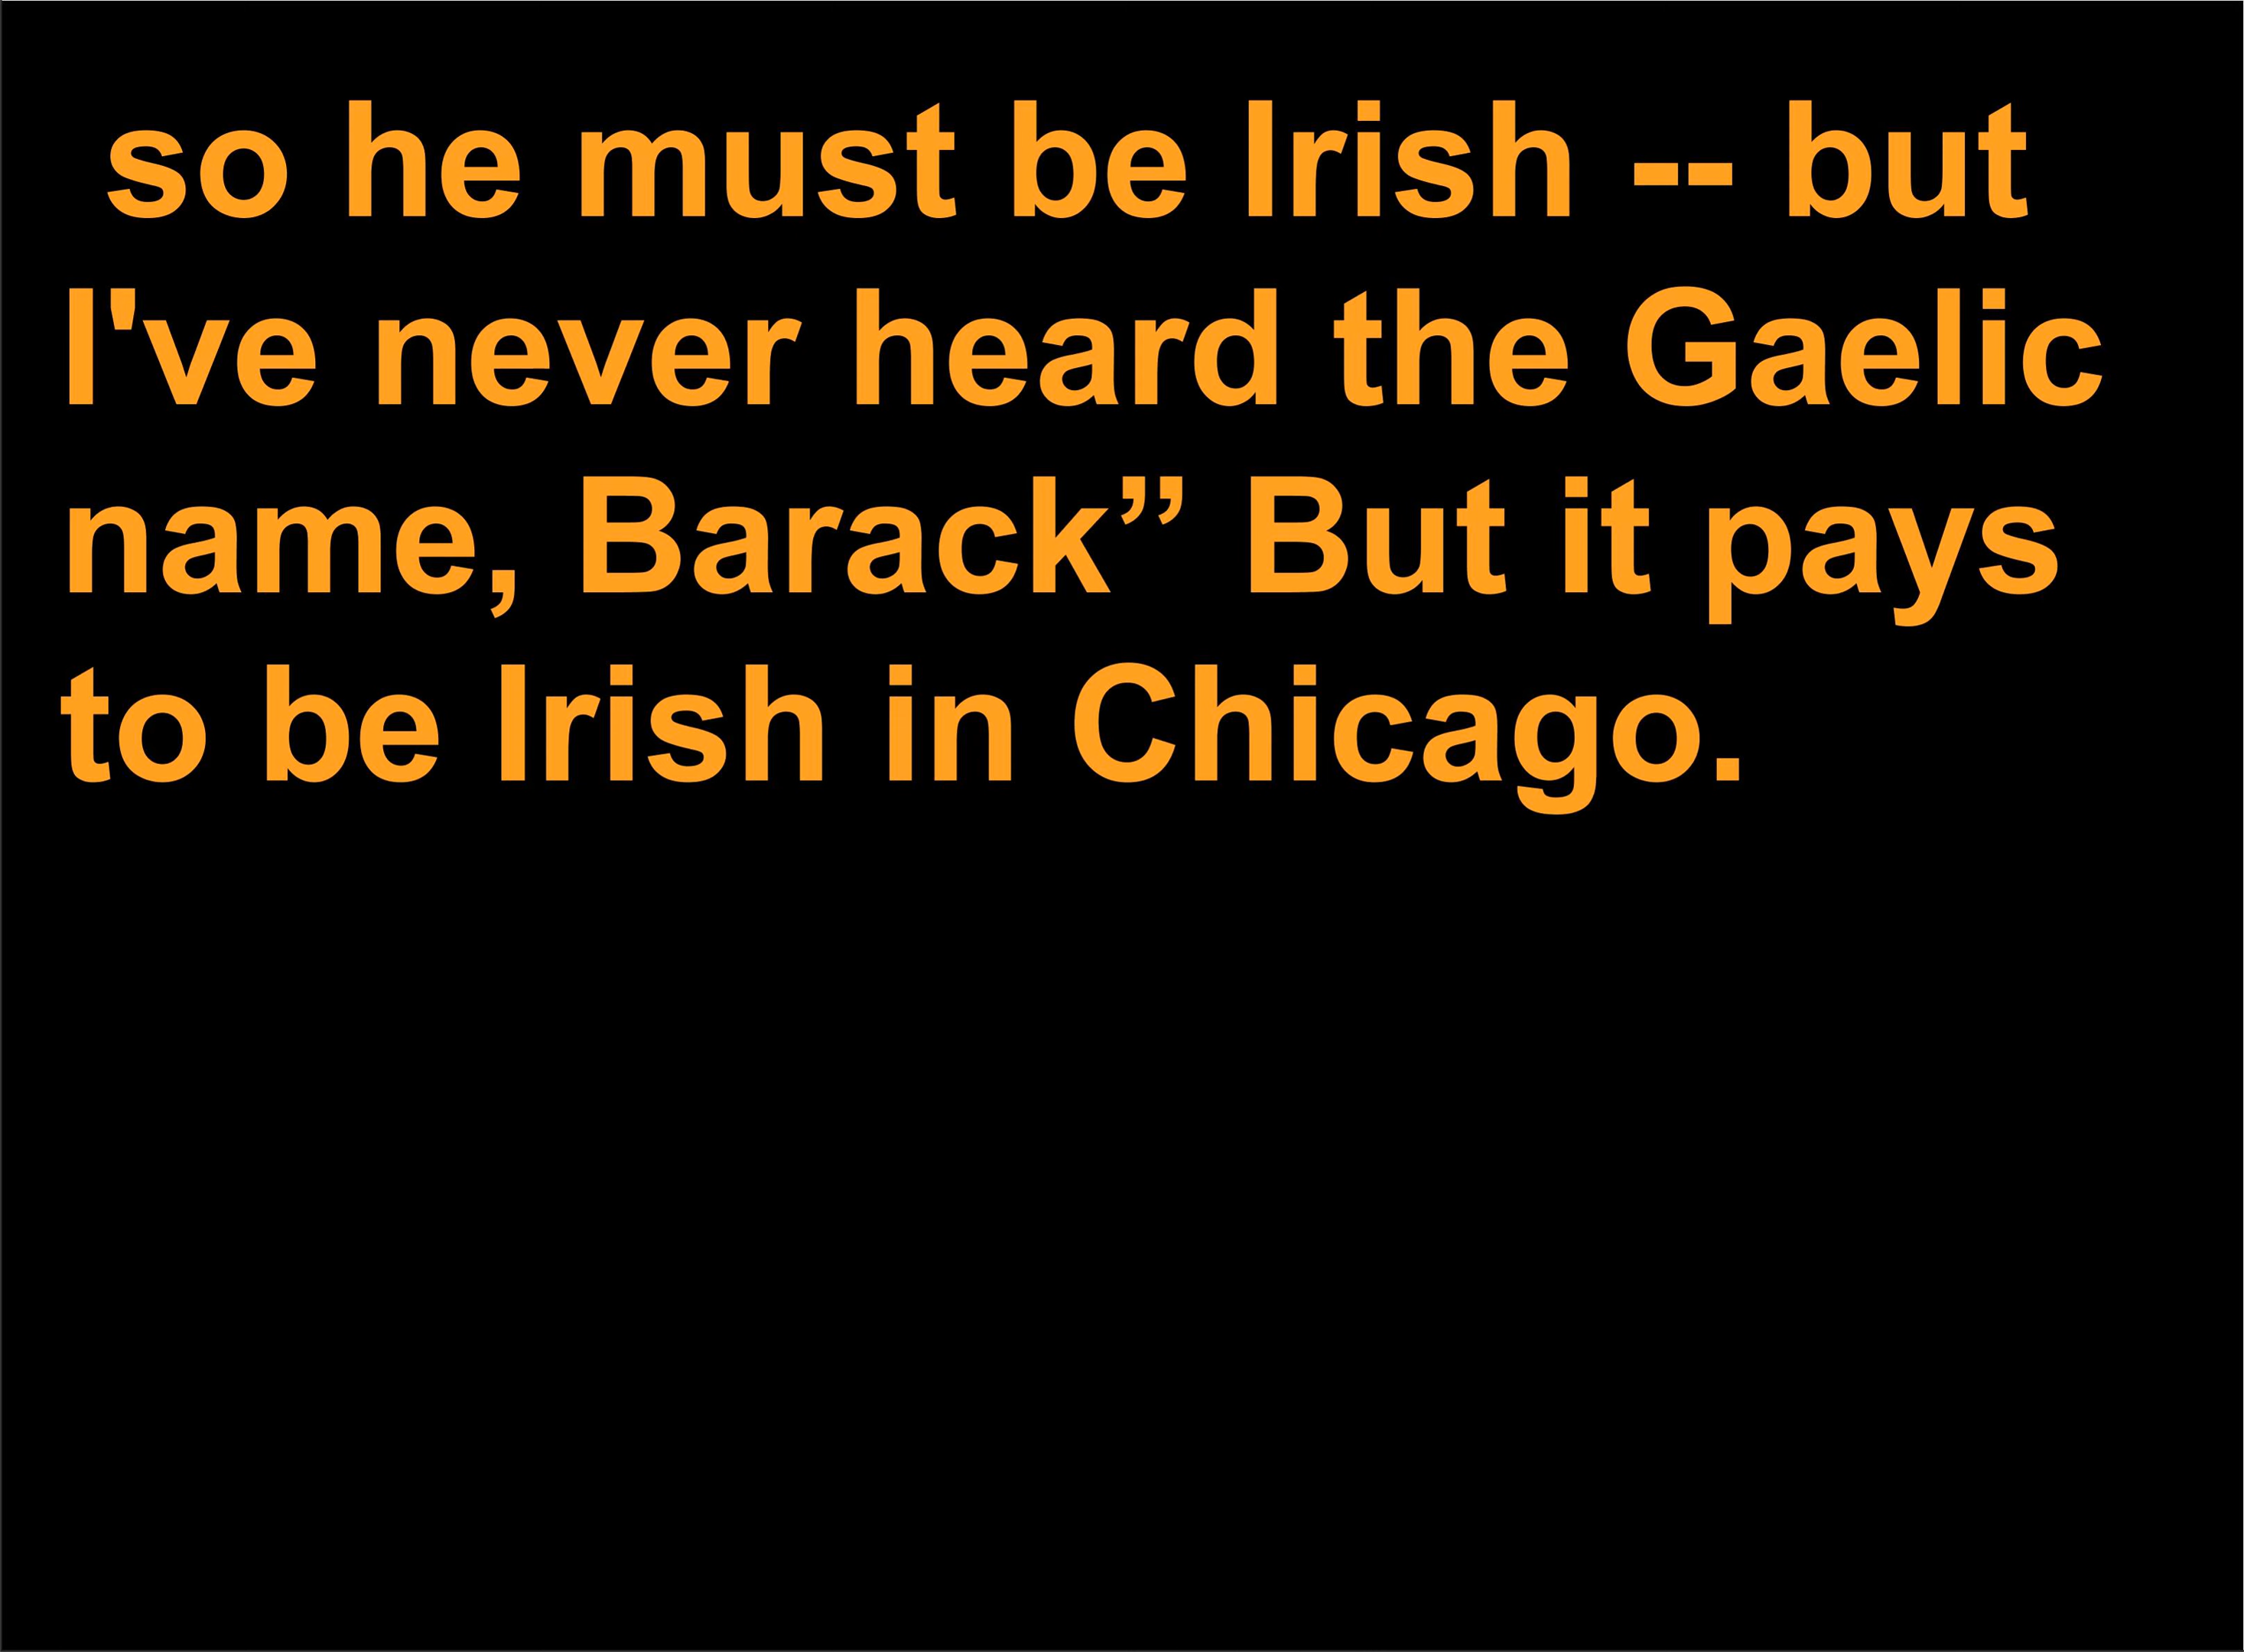 so he must be Irish -- but
I've never heard the Gaelic
name, Barack” But it pays
to be Irish in Chicago.